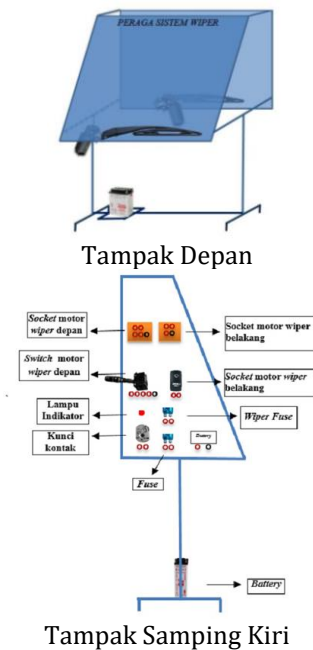 PERAGA SISTEM WIPER
Tampak Depan
Socket motor
wiper depan
Socket motor wiper
belakang
Switch motor
wiper depan
Socket motor wiper
belakang
Lampu
Indikator
Wiper Fuse
Kunci
kontak
Fuse
Battery
Tampak Samping Kiri